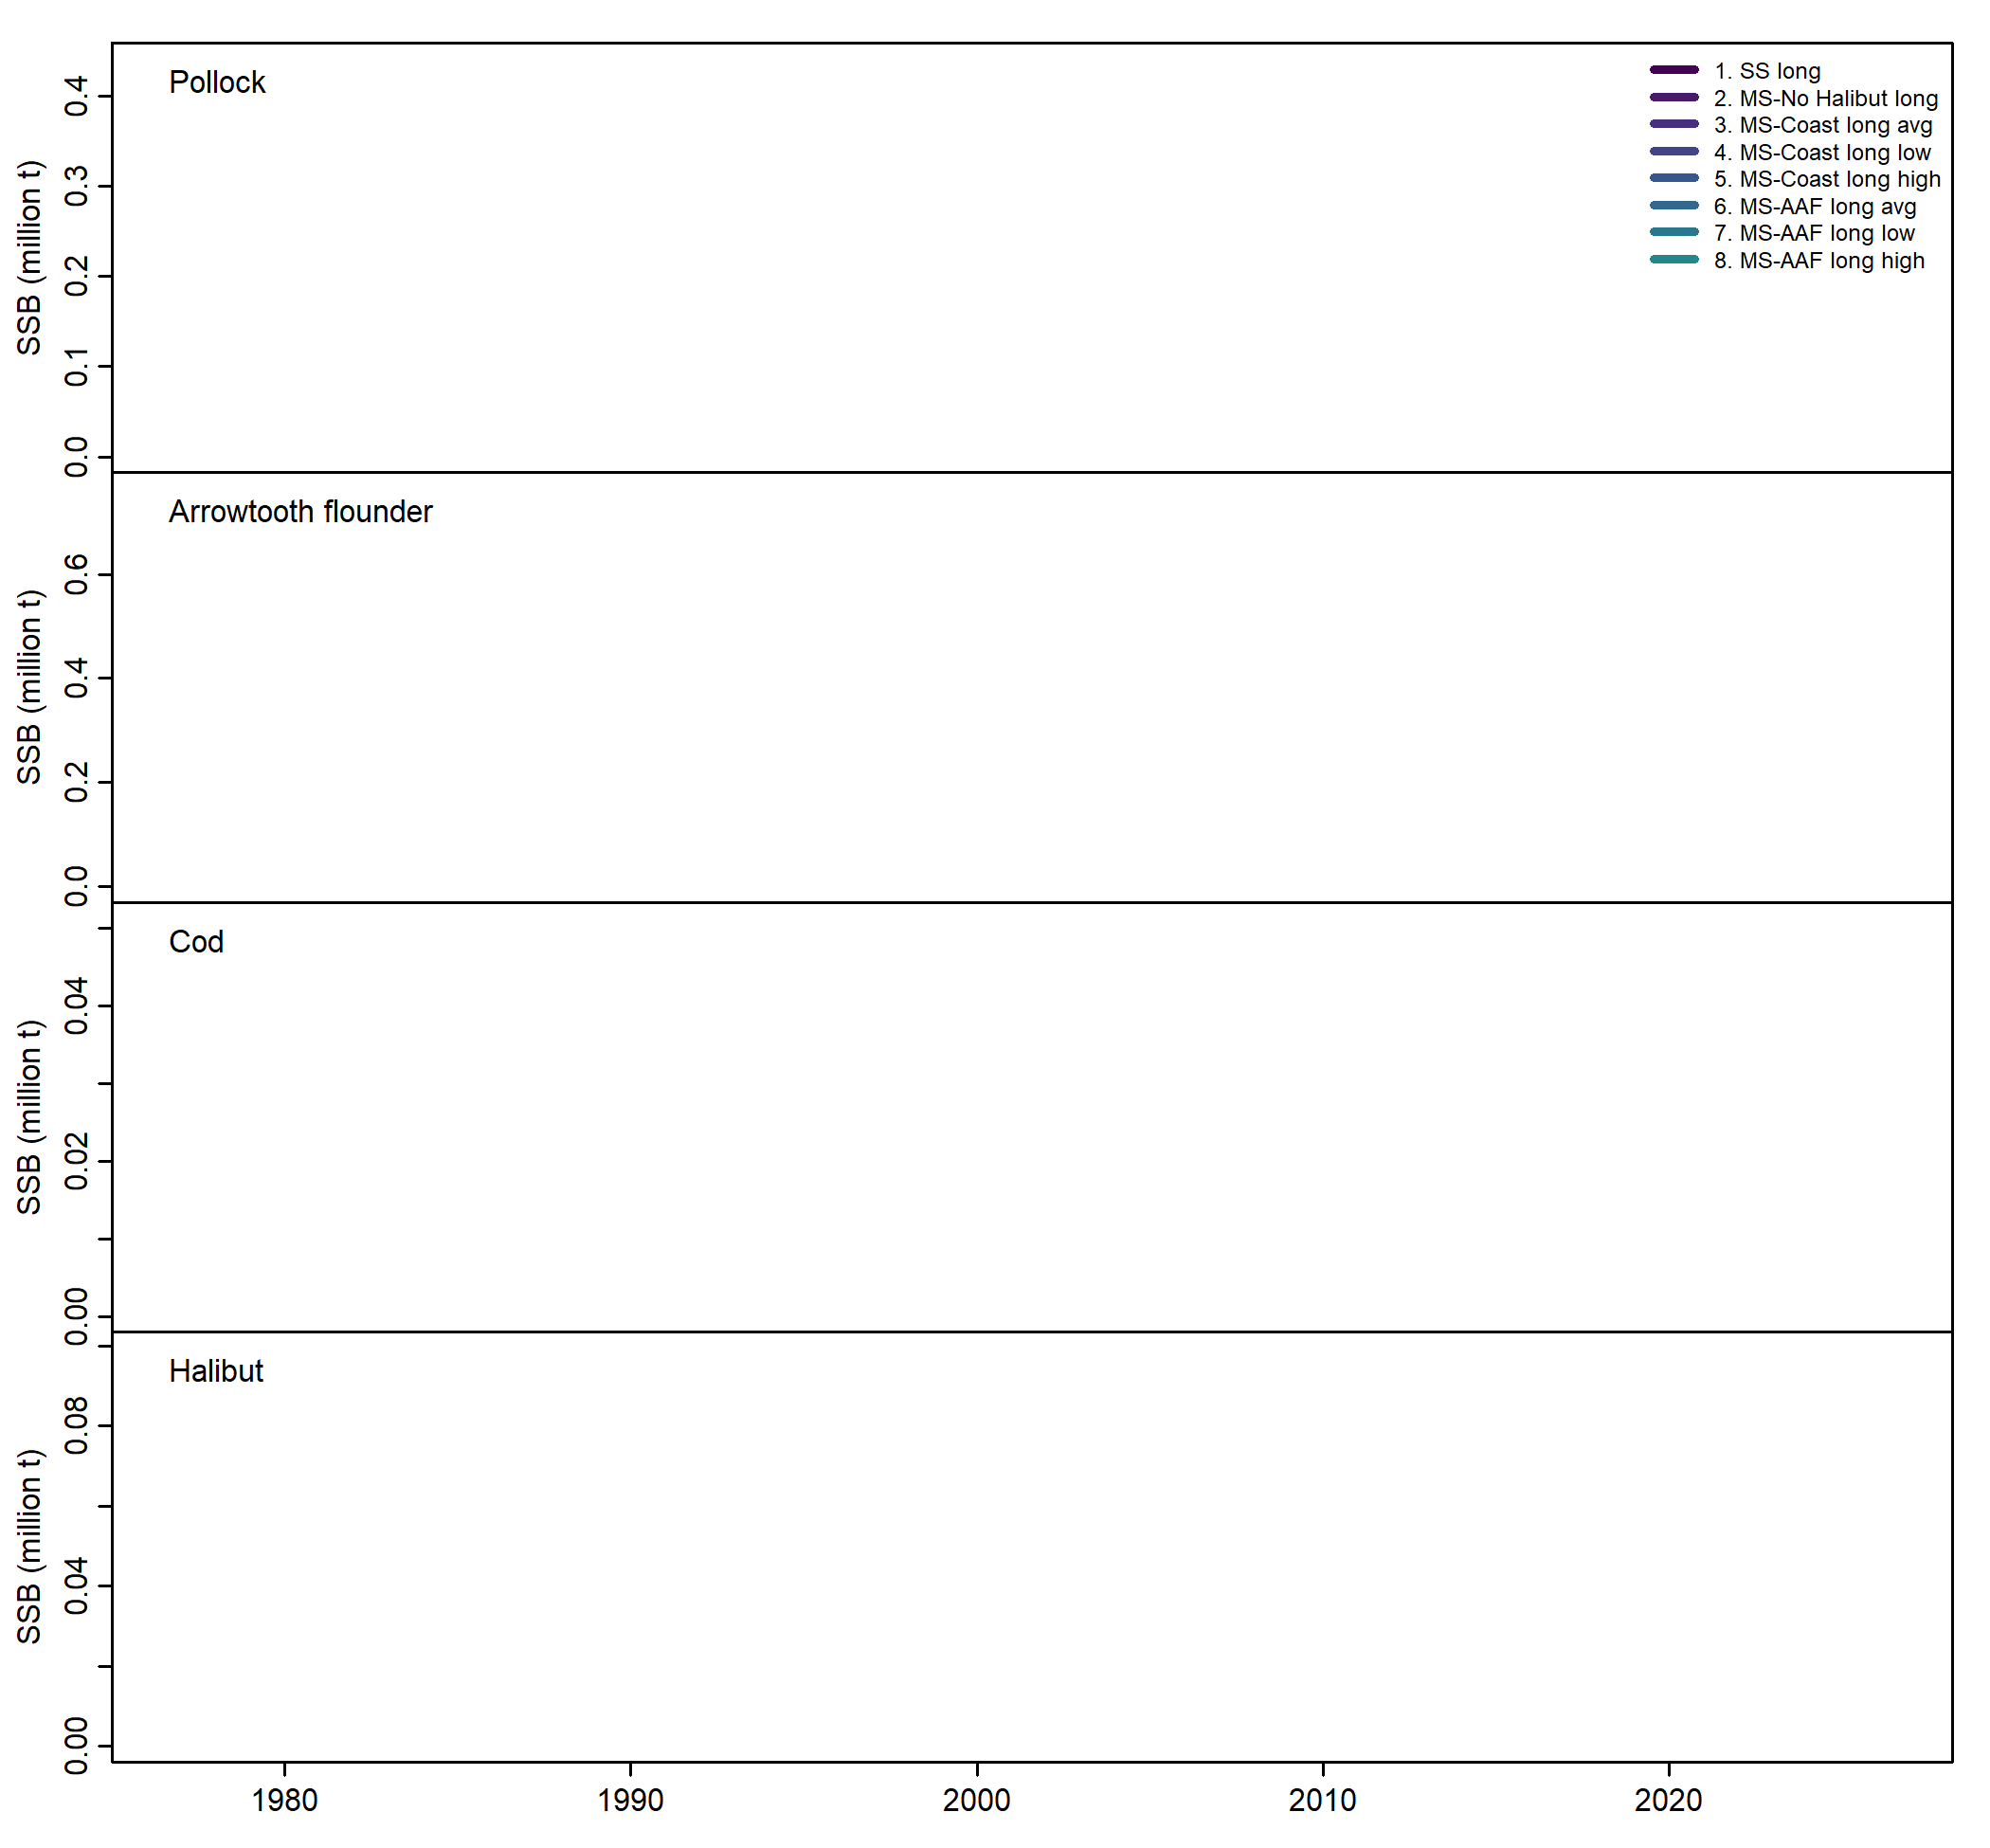 Pollock
1. SS long
2. MS-No Halibut long
3. MS-Coast long avg
4. MS-Coast long low
5. MS-Coast long high
6. MS-AAF long avg
7. MS-AAF long low
8. MS-AAF long high
SSB (million t)
0.4
0.3
0.2
0.1
0.0
Arrowtooth flounder
SSB (million t)
0.6
0.4
0.2
0.0
Cod
SSB (million t)
0.04
0.02
0.00
Halibut
SSB (million t)
0.08
0.04
0.00
1980 1990 2000 2010 2020